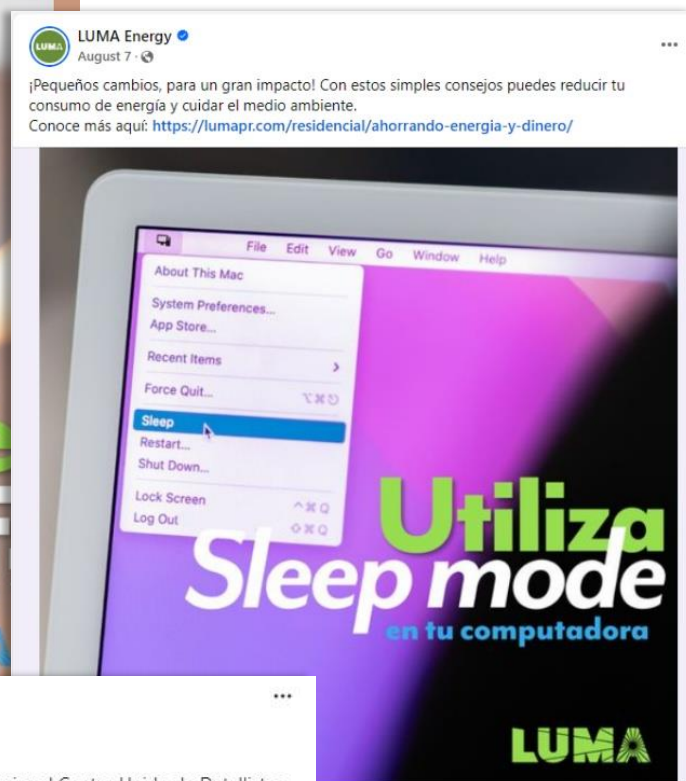 LUMA
LUMA Energy
August 7 ·
¡Pequeños cambios, para un gran impacto! Con estos simples consejos puedes reducir tu
consumo de energía y cuidar el medio ambiente.
Conoce más aquí: https://lumapr.com/residencial/ahorrando-energia-y-dinero/
File Edit View Go Window Help
About This Mac
System Preferences...
App Store...
Recent Items >
Force Quit...
Sleep
Restart...
Shut Down...
Lock Screen ^⌘Q
Log Out ⇧⌘Q
Utiliza
Sleep mode
en tu computadora
LUMA